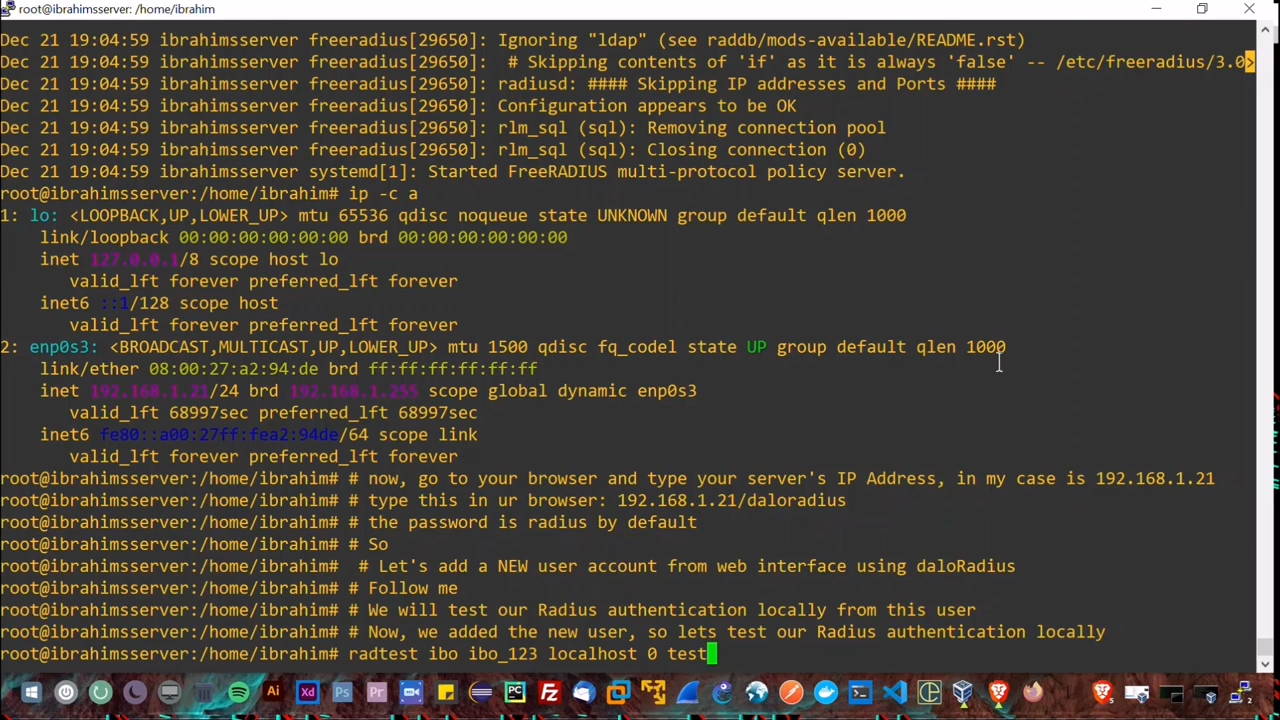 root@ibrahimsserver: /home/ibrahim
Dec 21 19:04:59 ibrahimsserver freeradius[29650]: Ignoring "ldap" (see raddb/mods-available/README.rst)
Dec 21 19:04:59 ibrahimsserver freeradius[29650]:  # Skipping contents of 'if' as it is always 'false' -- /etc/freeradius/3.0>
Dec 21 19:04:59 ibrahimsserver freeradius[29650]: radiusd: #### Skipping IP addresses and Ports ####
Dec 21 19:04:59 ibrahimsserver freeradius[29650]: Configuration appears to be OK
Dec 21 19:04:59 ibrahimsserver freeradius[29650]: rlm_sql (sql): Removing connection pool
Dec 21 19:04:59 ibrahimsserver freeradius[29650]: rlm_sql (sql): Closing connection (0)
Dec 21 19:04:59 ibrahimsserver systemd[1]: Started FreeRADIUS multi-protocol policy server.
root@ibrahimsserver:/home/ibrahim# ip -c a
1: lo: <LOOPBACK,UP,LOWER_UP> mtu 65536 qdisc noqueue state UNKNOWN group default qlen 1000
    link/loopback 00:00:00:00:00:00 brd 00:00:00:00:00:00
    inet 127.0.0.1/8 scope host lo
       valid_lft forever preferred_lft forever
    inet6 ::1/128 scope host
       valid_lft forever preferred_lft forever
2: enp0s3: <BROADCAST,MULTICAST,UP,LOWER_UP> mtu 1500 qdisc fq_codel state UP group default qlen 1000
    link/ether 08:00:27:a2:94:de brd ff:ff:ff:ff:ff:ff
    inet 192.168.1.21/24 brd 192.168.1.255 scope global dynamic enp0s3
       valid_lft 68997sec preferred_lft 68997sec
    inet6 fe80::a00:27ff:fea2:94de/64 scope link
       valid_lft forever preferred_lft forever
root@ibrahimsserver:/home/ibrahim# # now, go to your browser and type your server's IP Address, in my case is 192.168.1.21
root@ibrahimsserver:/home/ibrahim# # type this in ur browser: 192.168.1.21/daloradius
root@ibrahimsserver:/home/ibrahim# # the password is radius by default
root@ibrahimsserver:/home/ibrahim# # So
root@ibrahimsserver:/home/ibrahim#  # Let's add a NEW user account from web interface using daloRadius
root@ibrahimsserver:/home/ibrahim# # Follow me
root@ibrahimsserver:/home/ibrahim# # We will test our Radius authentication locally from this user
root@ibrahimsserver:/home/ibrahim# # Now, we added the new user, so lets test our Radius authentication locally
root@ibrahimsserver:/home/ibrahim# radtest ibo ibo_123 localhost 0 test
Ai Xd Ps Pr PC FZ